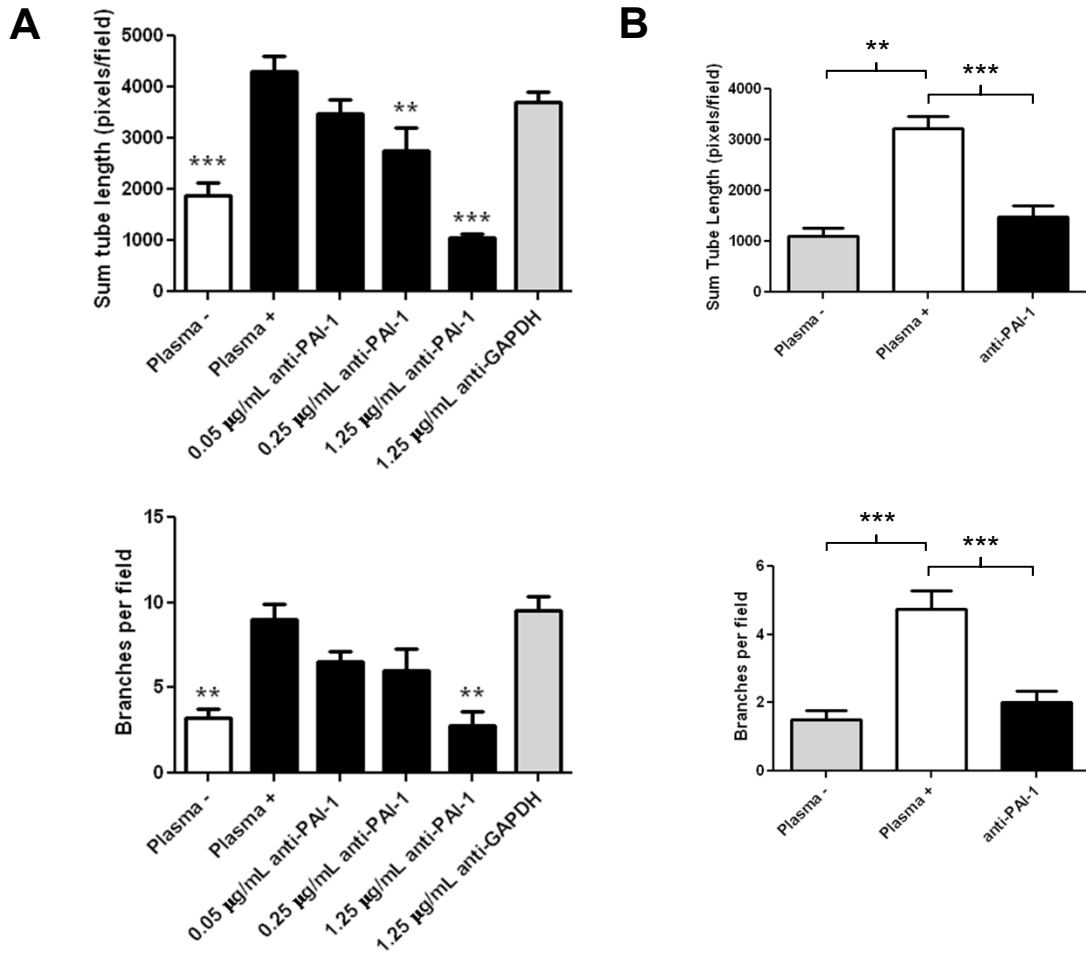 A
Sum tube length (pixels/field)
5000
4000
3000
2000
1000
0
***
**
***
Plasma -
Plasma +
0.05 µg/mL anti-PAI-1
0.25 µg/mL anti-PAI-1
1.25 µg/mL anti-PAI-1
1.25 µg/mL anti-GAPDH
Branches per field
15
10
5
0
**
**
Plasma -
Plasma +
0.05 µg/mL anti-PAI-1
0.25 µg/mL anti-PAI-1
1.25 µg/mL anti-PAI-1
1.25 µg/mL anti-GAPDH
B
Sum Tube Length (pixels/field)
4000
3000
2000
1000
0
**
***
Plasma -
Plasma +
anti-PAI-1
Branches per field
6
4
2
0
***
***
Plasma -
Plasma +
anti-PAI-1